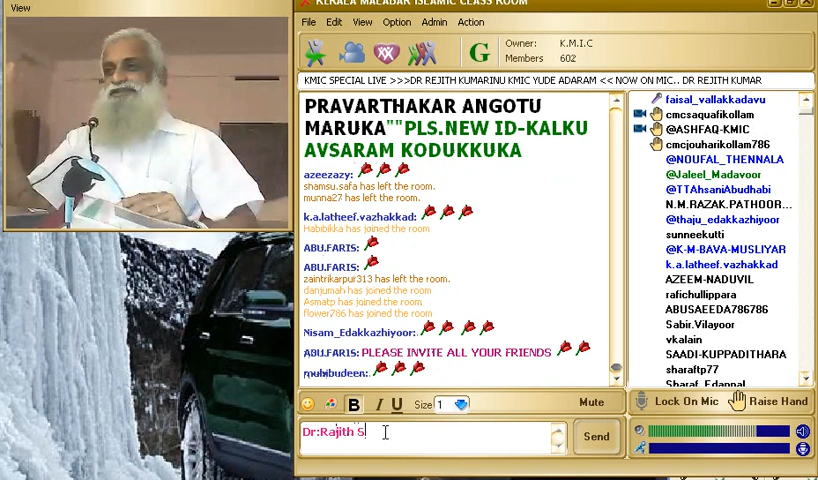 View
KERALA MALABAR ISLAMIC CLASS ROOM
File Edit View Option Admin Action
G
Owner: K.M.I.C
Members 602
KMIC SPECIAL LIVE >>>DR REJITH KUMARINU KMIC YUDE ADARAM << NOW ON MIC.. DR REJITH KUMAR
PRAVARTHAKAR ANGOTU
MARUKA""PLS.NEW ID-KALKU
AVSARAM KODUKKUKA
azeezazy:
shamsu.safa has left the room.
munna27 has left the room.
k.a.latheef.vazhakkad:
Habibikka has joined the room
ABU.FARIS:
ABU.FARIS:
zaintrikarpur313 has left the room.
danjumah has joined the room
Asmatp has joined the room
flower786 has joined the room
Nisam_Edakkazhiyoor:
ABU.FARIS: PLEASE INVITE ALL YOUR FRIENDS
muhibudeen:
faisal_vallakkadavu
cmcsaquafikollam
@ASHFAQ-KMIC
cmcjouharikollam786
@NOUFAL_THENNALA
@Jaleel_Madavoor
@TTAhsaniAbudhabi
N.M.RAZAK.PATHOOR...
@thaju_edakkazhiyoor
sunneekutti
@K-M-BAVA-MUSLIYAR
k.a.latheef.vazhakkad
AZEEM-NADUVIL
rafichullippara
ABUSAEEDA786786
Sabir.Vilayoor
vkalain
SAADI-KUPPADITHARA
sharaftp77
Sharaf_Edappal
B I U Size 1 Mute
Lock On Mic Raise Hand
Dr:Rajith S
Send